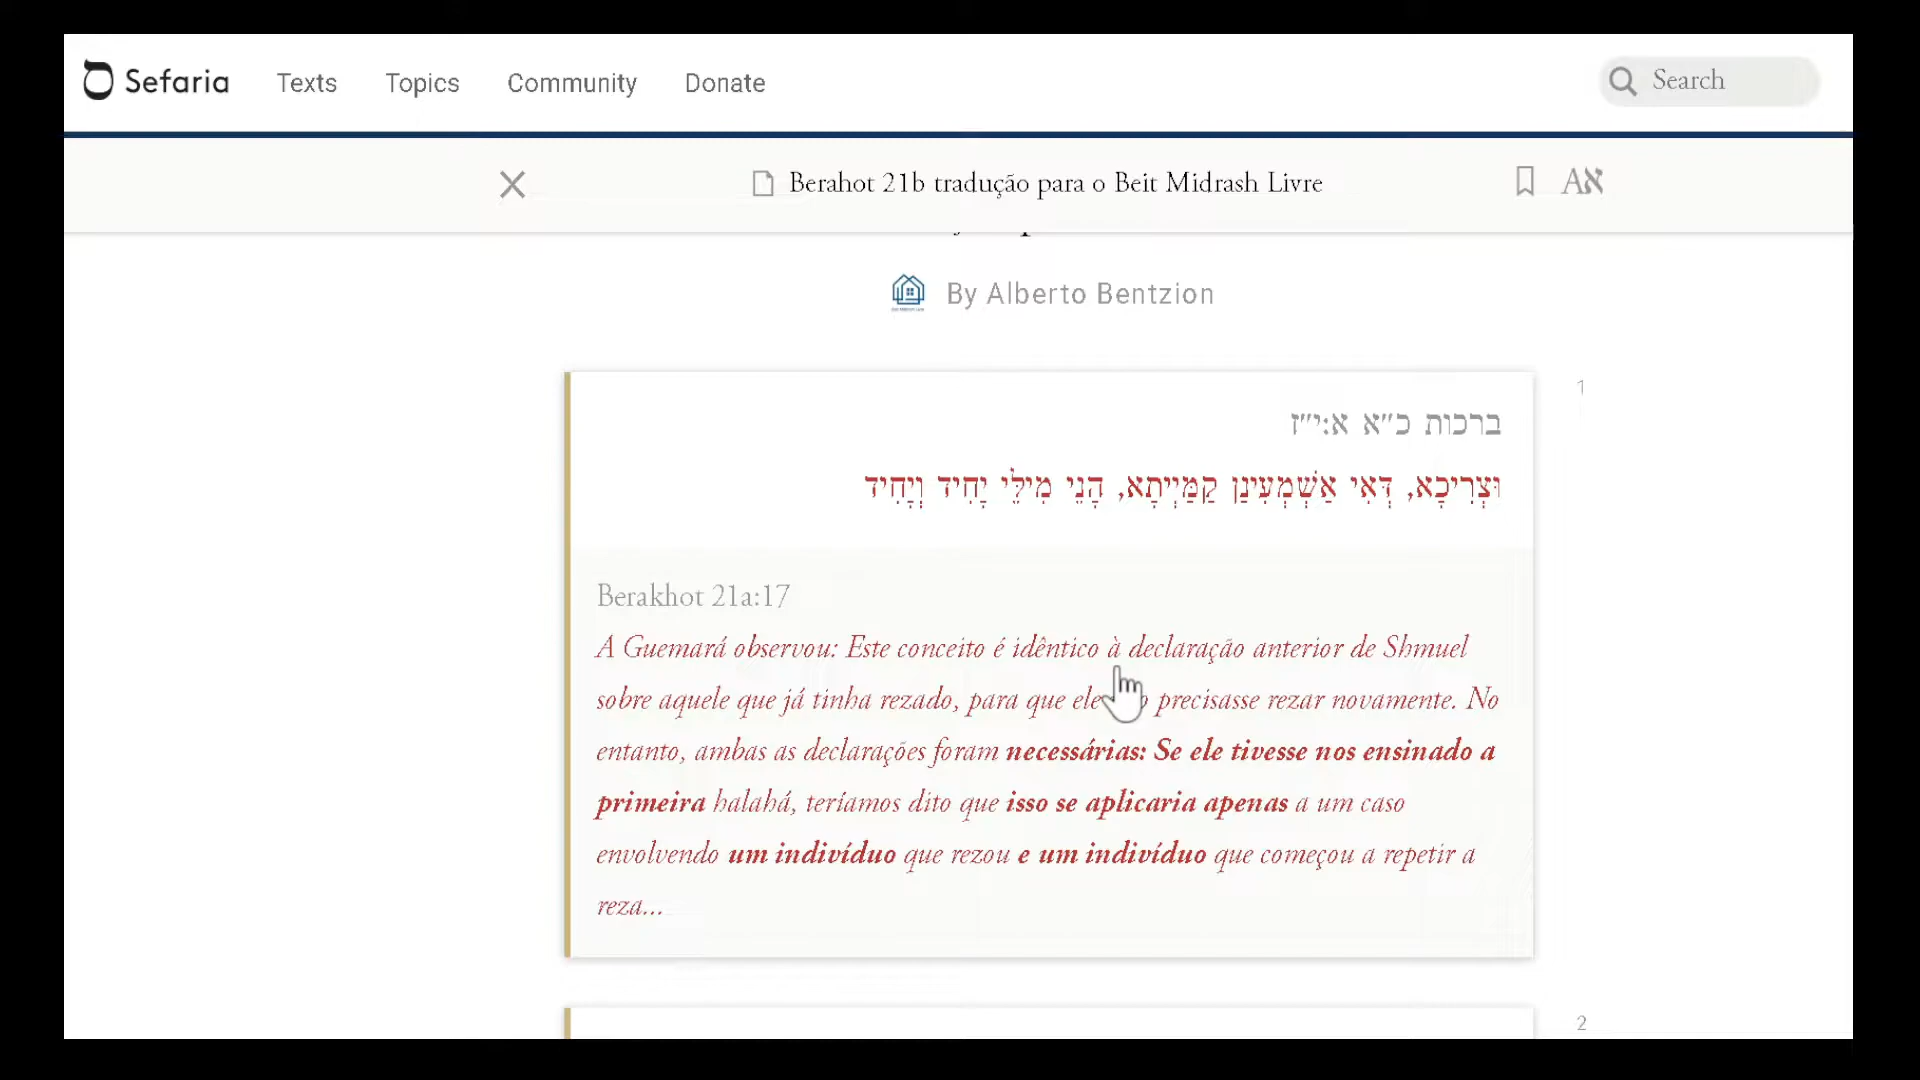 Sefaria Texts Topics Community Donate Search
Berahot 21b tradução para o Beit Midrash Livre
By Alberto Bentzion
1
ברכות כ״א א:י״ז
וּצְרִיכָא, דְּאִי אַשְׁמְעִינַן קַמַּיְיתָא, הָנֵי מִילֵּי יָחִיד וְיָחִיד
Berakhot 21a:17
A Guemará observou: Este conceito é idêntico à declaração anterior de Shmuel
sobre aquele que já tinha rezado, para que ele precisasse rezar novamente. No
entanto, ambas as declarações foram necessárias: Se ele tivesse nos ensinado a
primeira halahá, teríamos dito que isso se aplicaria apenas a um caso
envolvendo um indivíduo que rezou e um indivíduo que começou a repetir a
reza...
2